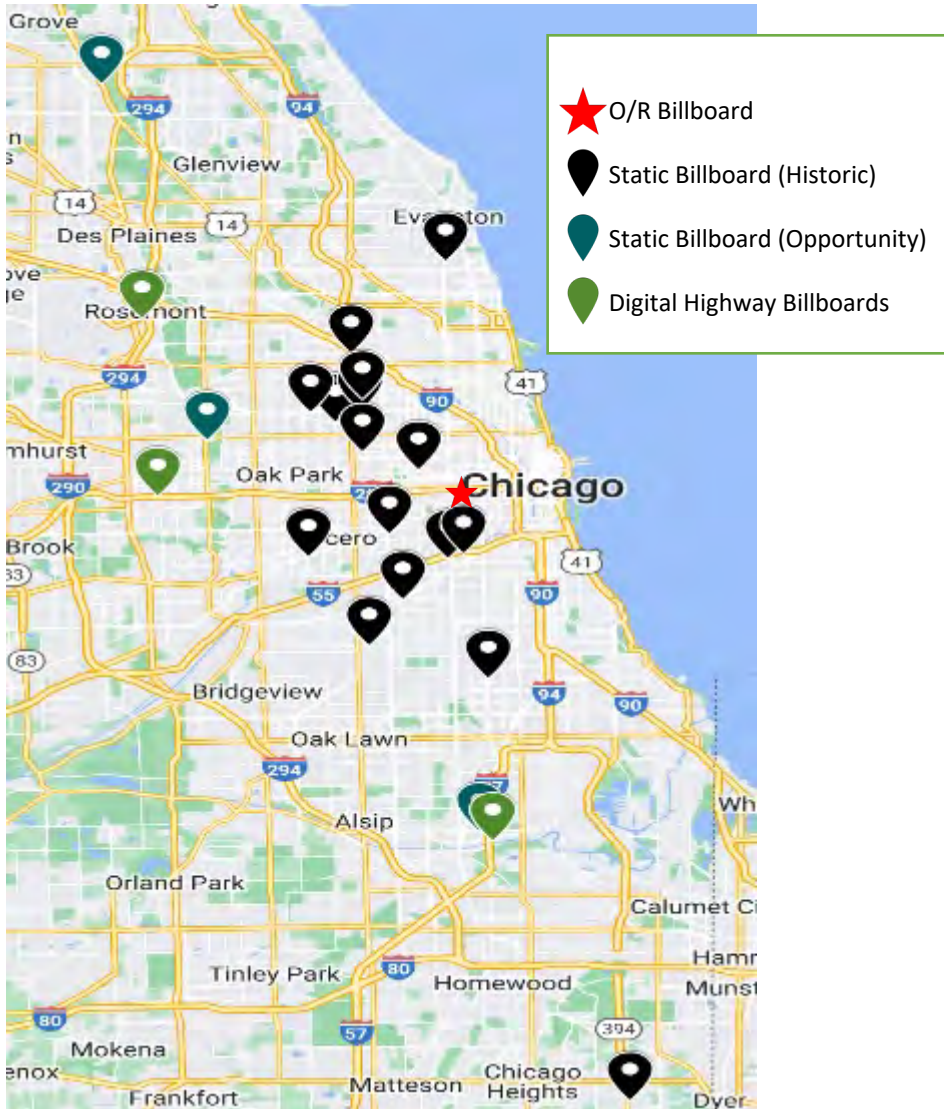 Grove
294
94
Glenview
14
14
Des Plaines
Evanston
Rosemont
294
41
90
Oak Park
Chicago
290
cero
Brook
83
41
55
90
83
Bridgeview
94
90
Oak Lawn
294
Alsip
Wh
Orland Park
Calumet Ci
Tinley Park
80
Homewood
Hamr
Munst
80
57
394
Mokena
enox
Chicago
Heights
Matteson
Frankfort
Dyer
O/R Billboard
Static Billboard (Historic)
Static Billboard (Opportunity)
Digital Highway Billboards